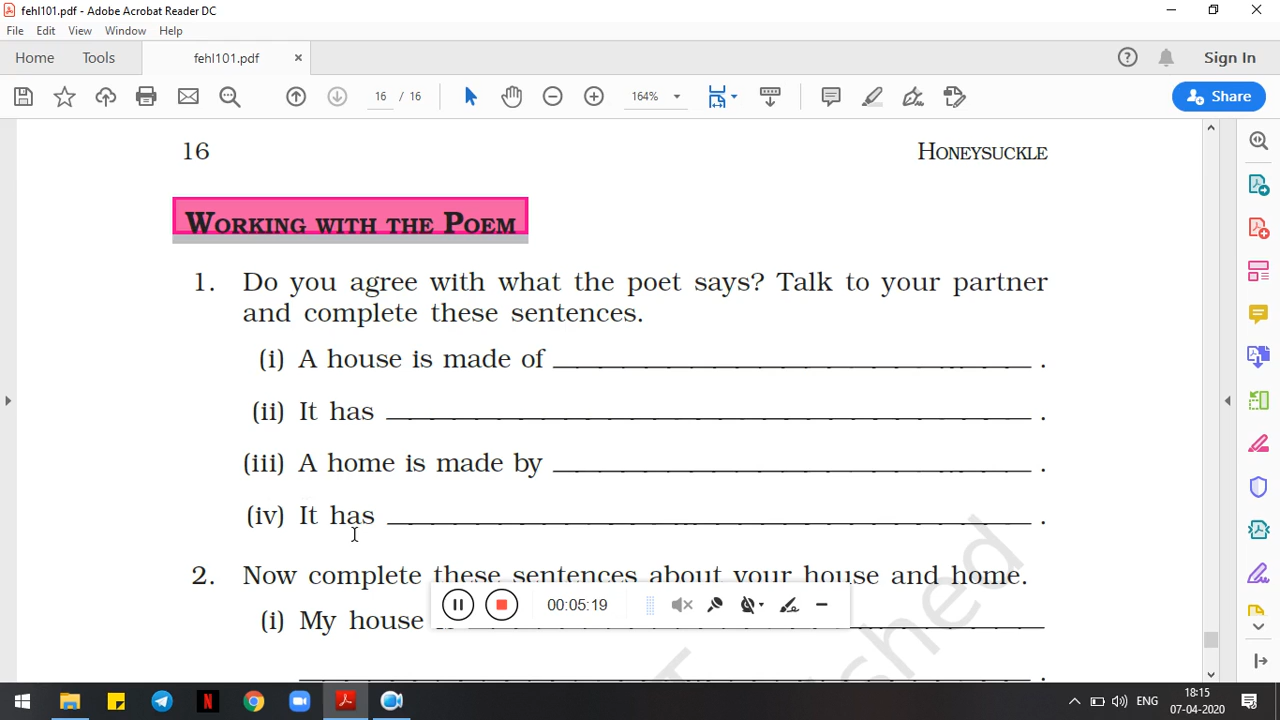 fehl101.pdf - Adobe Acrobat Reader DC
File Edit View Window Help
Home Tools fehl101.pdf × Sign In
16 / 16 164% Share
16 HONEYSUCKLE
WORKING WITH THE POEM
1. Do you agree with what the poet says? Talk to your partner
and complete these sentences.
(i) A house is made of .
(ii) It has .
(iii) A home is made by .
(iv) It has .
2. Now complete these sentences about your house and home.
00:05:19
(i) My house is
.
ENG 18:15
07-04-2020